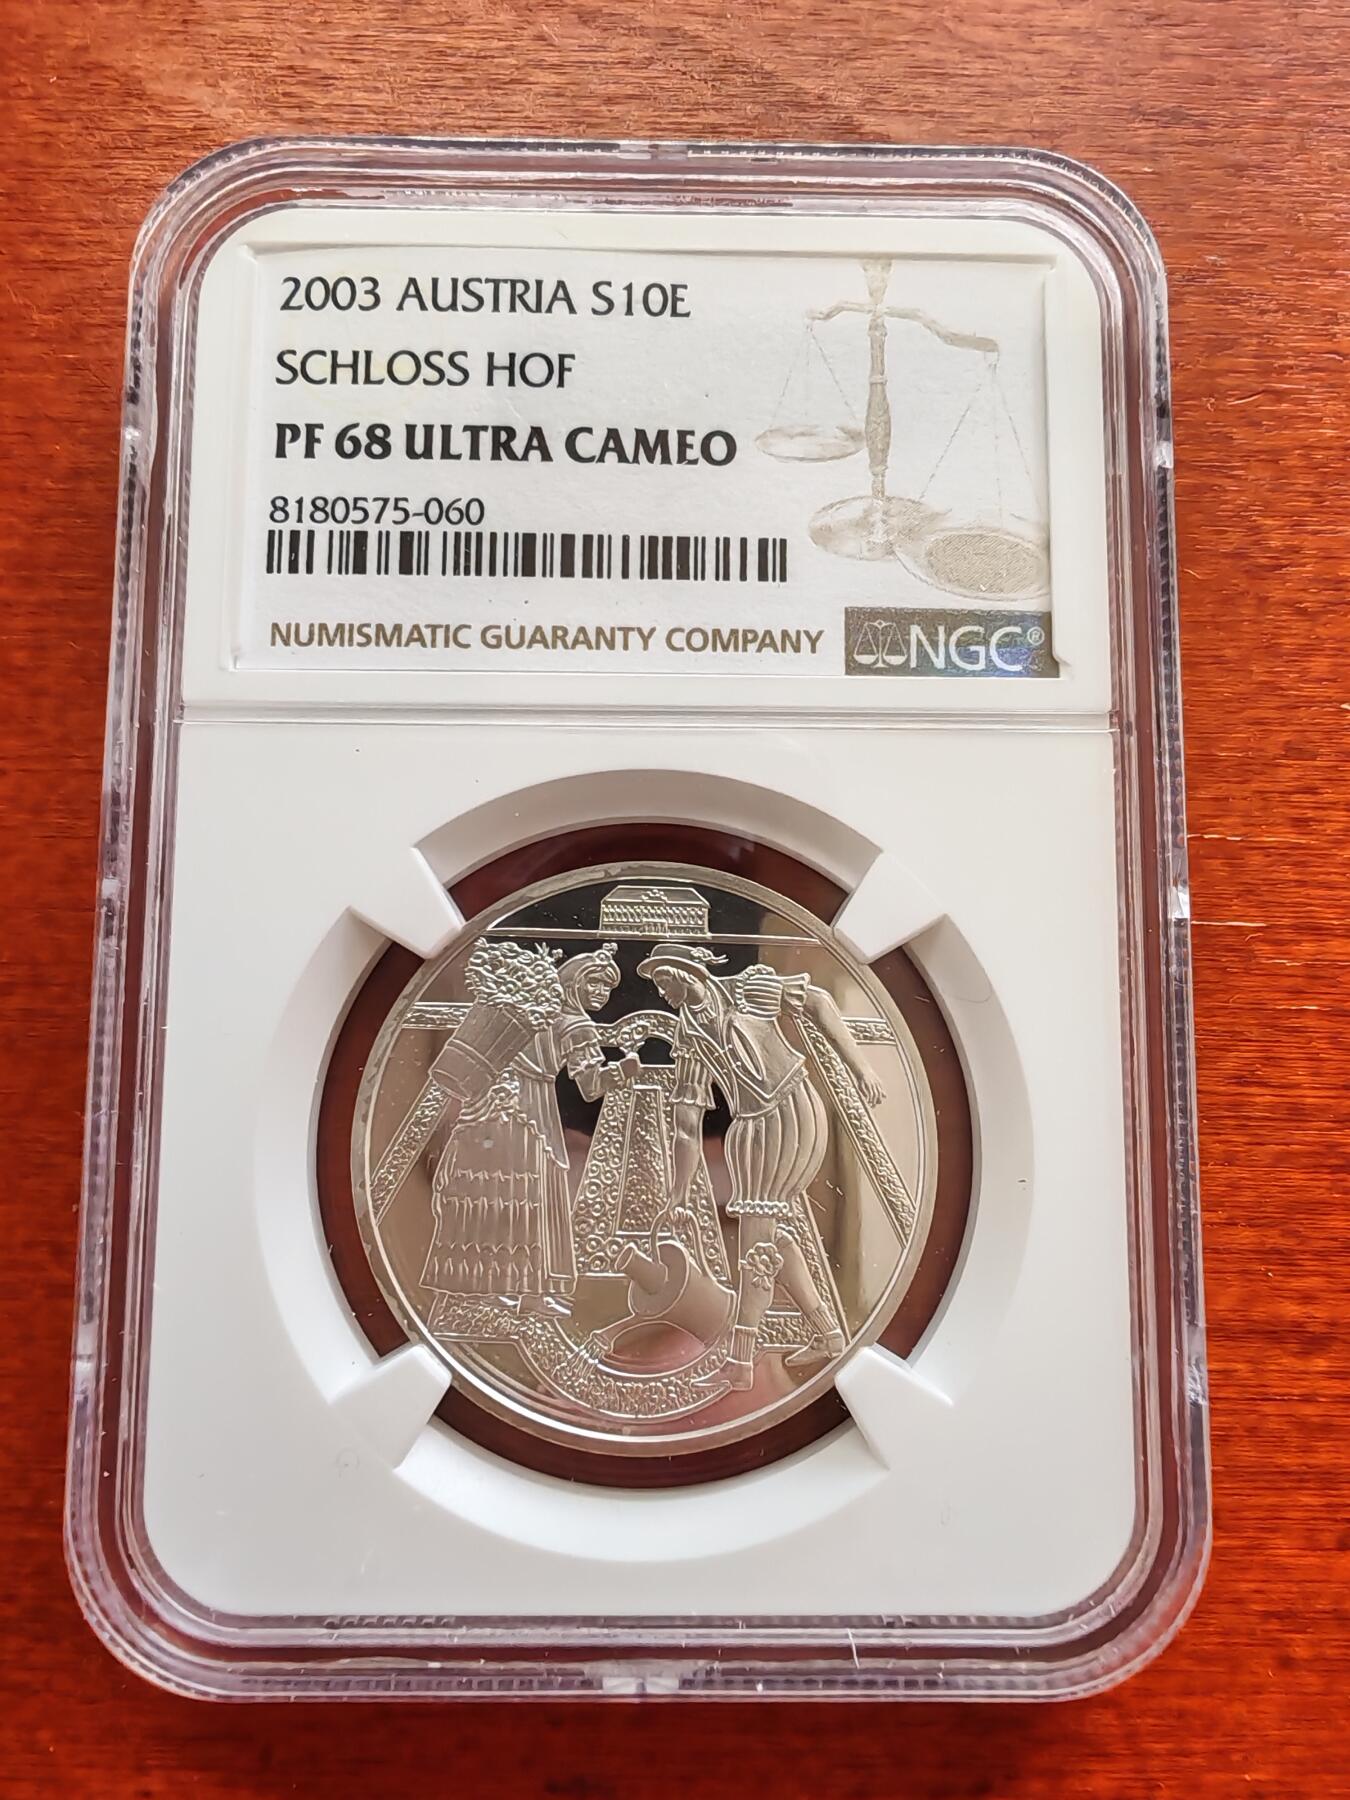 2003 AUSTRIA S10E
SCHLOSS HOF
PF 68 ULTRA CAMEO
8180575-060
NUMISMATIC GUARANTY COMPANY
NGC®